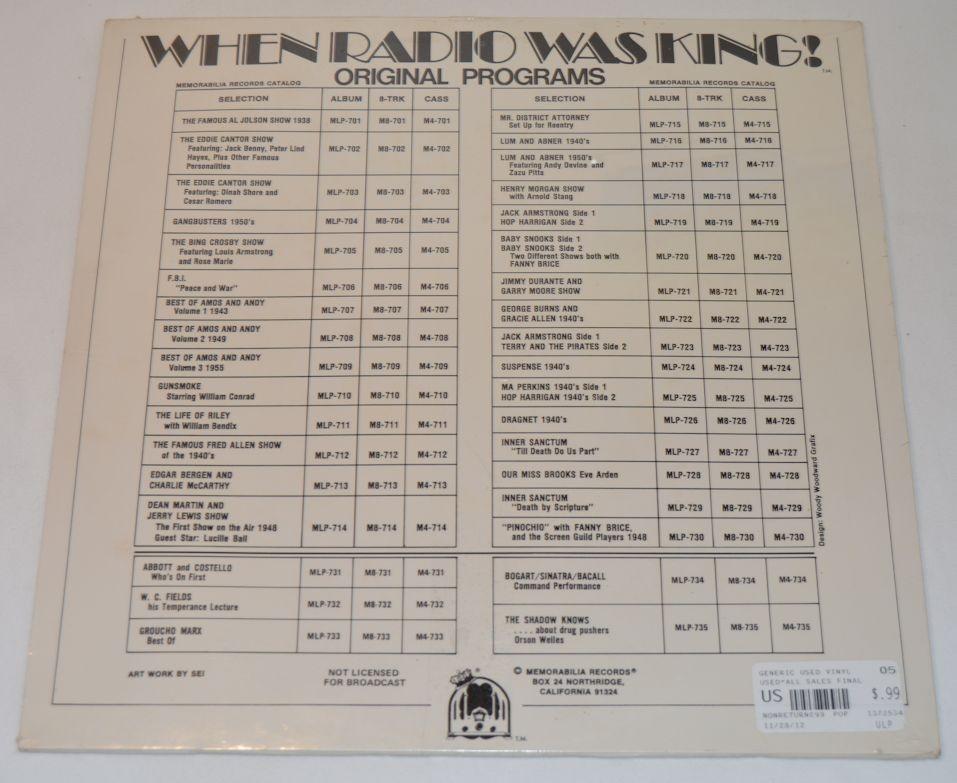 WHEN RADIO WAS KING!
T.M.
ORIGINAL PROGRAMS
MEMORABILIA RECORDS CATALOG
SELECTION ALBUM 8-TRK CASS
THE FAMOUS AL JOLSON SHOW 1938 MLP-701 M8-701 M4-701
THE EDDIE CANTOR SHOW
Featuring: Jack Benny, Peter Lind MLP-702 M8-702 M4-702
Hayes, Plus Other Famous
Personalities
THE EDDIE CANTOR SHOW
Featuring: Dinah Shore and MLP-703 M8-703 M4-703
Cesar Romero
GANGBUSTERS 1950's MLP-704 M8-704 M4-704
THE BING CROSBY SHOW
Featuring Louis Armstrong MLP-705 M8-705 M4-705
and Rose Marie
F.B.I.
"Peace and War" MLP-706 M8-706 M4-706
BEST OF AMOS AND ANDY
Volume 1 1943 MLP-707 M8-707 M4-707
BEST OF AMOS AND ANDY
Volume 2 1949 MLP-708 M8-708 M4-708
BEST OF AMOS AND ANDY
Volume 3 1955 MLP-709 M8-709 M4-709
GUNSMOKE
Starring William Conrad MLP-710 M8-710 M4-710
THE LIFE OF RILEY
with William Bendix MLP-711 M8-711 M4-711
THE FAMOUS FRED ALLEN SHOW
of the 1940's MLP-712 M8-712 M4-712
EDGAR BERGEN AND
CHARLIE McCARTHY MLP-713 M8-713 M4-713
DEAN MARTIN AND
JERRY LEWIS SHOW
The First Show on the Air 1948 MLP-714 M8-714 M4-714
Guest Star: Lucille Ball
ABBOTT and COSTELLO
Who's On First MLP-731 M8-731 M4-731
W. C. FIELDS
his Temperance Lecture MLP-732 M8-732 M4-732
GROUCHO MARX
Best Of MLP-733 M8-733 M4-733
MEMORABILIA RECORDS CATALOG
SELECTION ALBUM 8-TRK CASS
MR. DISTRICT ATTORNEY
Set Up for Reentry MLP-715 M8-715 M4-715
LUM AND ABNER 1940's MLP-716 M8-716 M4-716
LUM AND ABNER 1950's
Featuring Andy Devine and MLP-717 M8-717 M4-717
Zazu Pitts
HENRY MORGAN SHOW
with Arnold Stang MLP-718 M8-718 M4-718
JACK ARMSTRONG Side 1
HOP HARRIGAN Side 2 MLP-719 M8-719 M4-719
BABY SNOOKS Side 1
BABY SNOOKS Side 2
Two Different Shows both with MLP-720 M8-720 M4-720
FANNY BRICE
JIMMY DURANTE AND
GARRY MOORE SHOW MLP-721 M8-721 M4-721
GEORGE BURNS AND
GRACIE ALLEN 1940's MLP-722 M8-722 M4-722
JACK ARMSTRONG Side 1
TERRY AND THE PIRATES Side 2 MLP-723 M8-723 M4-723
SUSPENSE 1940's MLP-724 M8-724 M4-724
MA PERKINS 1940's Side 1
HOP HARRIGAN 1940's Side 2 MLP-725 M8-725 M4-725
DRAGNET 1940's MLP-726 M8-726 M4-726
INNER SANCTUM
"Till Death Do Us Part" MLP-727 M8-727 M4-727
OUR MISS BROOKS Eve Arden MLP-728 M8-728 M4-728
INNER SANCTUM
"Death by Scripture" MLP-729 M8-729 M4-729
"PINOCHIO" with FANNY BRICE,
and the Screen Guild Players 1948 MLP-730 M8-730 M4-730
BOGART/SINATRA/BACALL
Command Performance MLP-734 M8-734 M4-734
THE SHADOW KNOWS
.... about drug pushers MLP-735 M8-735 M4-735
Orson Welles
Design: Woody Woodward Grafix
ART WORK BY SEI
NOT LICENSED
FOR BROADCAST
®
T.M.
© MEMORABILIA RECORDS®
BOX 24 NORTHRIDGE,
CALIFORNIA 91324
GENERIC USED VINYL 05
USED*ALL SALES FINAL
US $.99
NONRETURNE99 POP 1372534
11/28/12 ULP